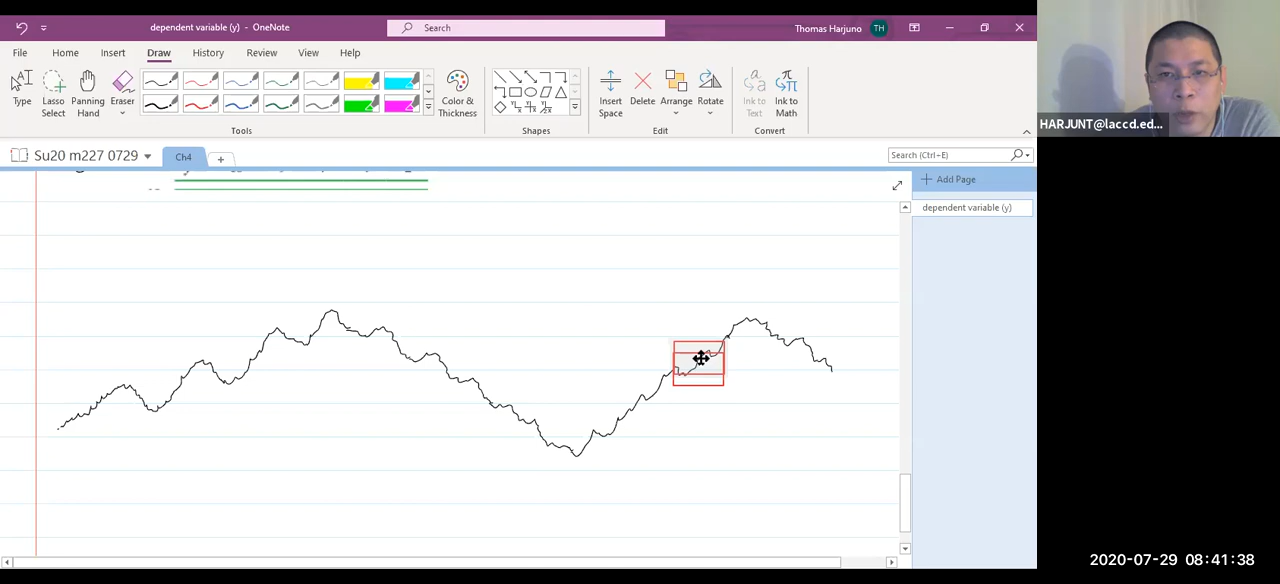 dependent variable (y) - OneNote
Search
Thomas Harjuno
TH
File
Home
Insert
Draw
History
Review
View
Help
Type
Lasso Select
Panning Hand
Eraser
Color & Thickness
Insert Space
Delete
Arrange
Rotate
Ink to Text
Ink to Math
Tools
Shapes
Edit
Convert
Su20 m227 0729
Ch4
Search (Ctrl+E)
Add Page
dependent variable (y)
HARJUNT@laccd.ed...
2020-07-29 08:41:38